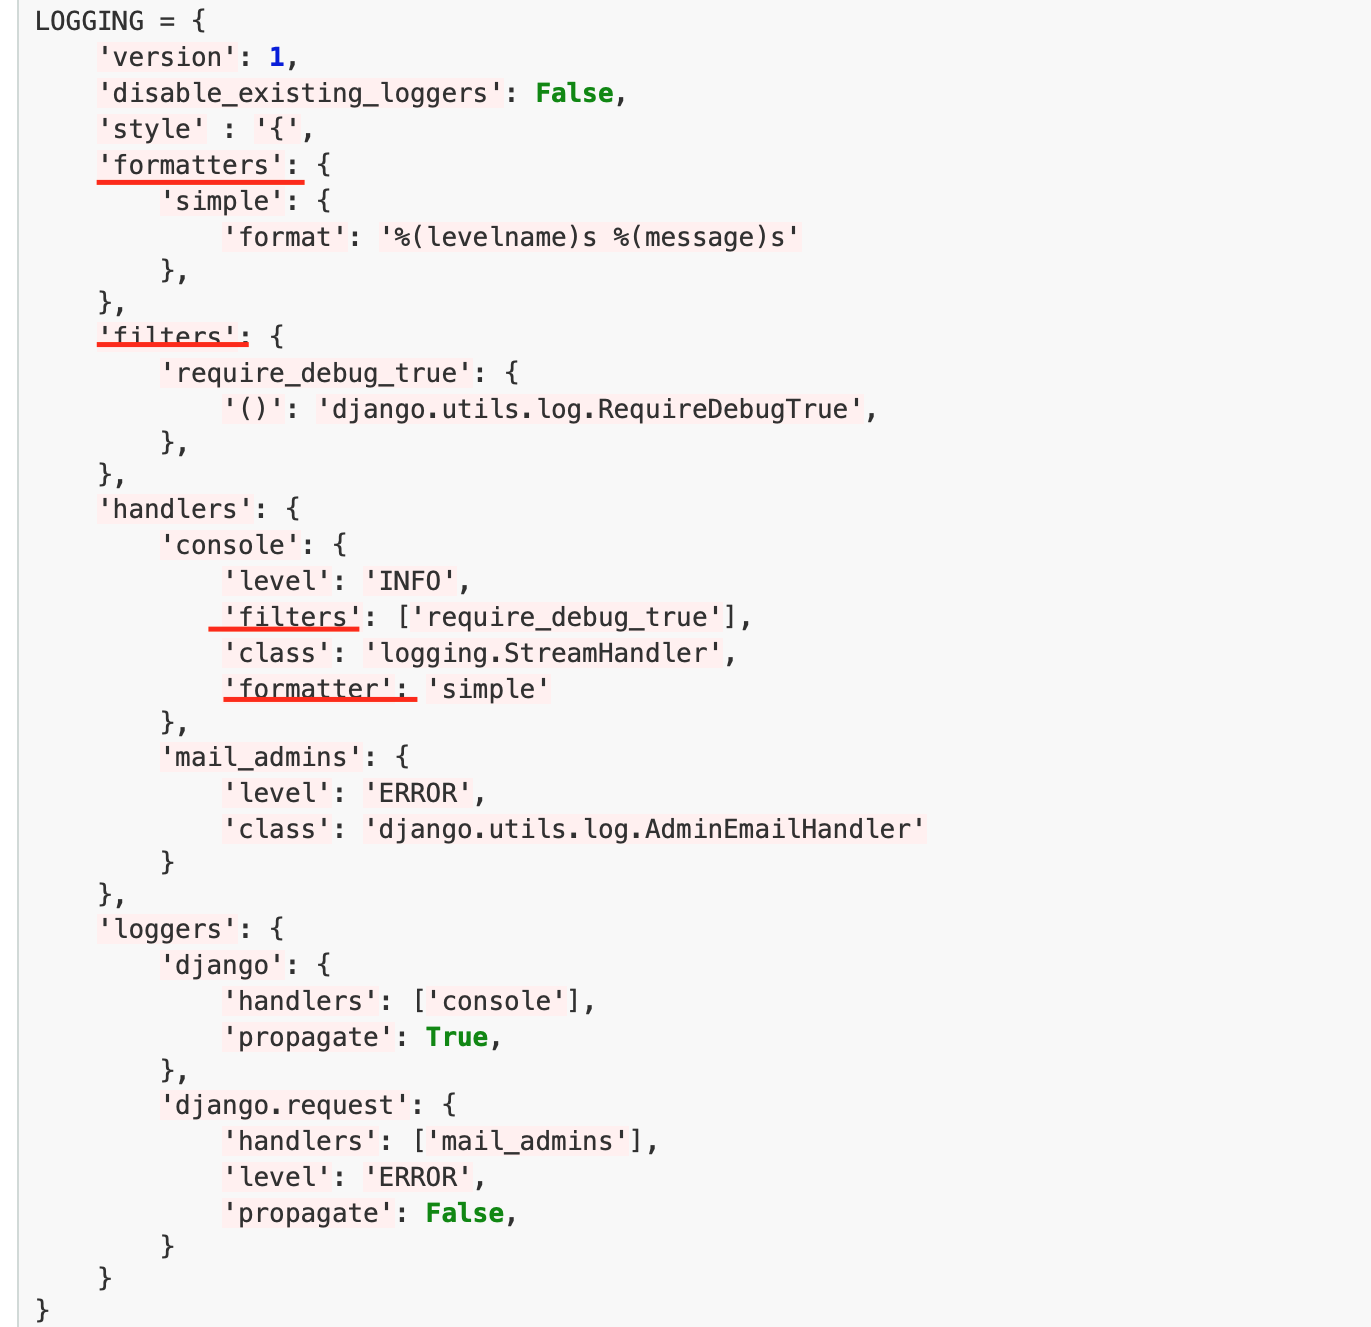 LOGGING = {
    'version': 1,
    'disable_existing_loggers': False,
    'style' : '{',
    'formatters': {
        'simple': {
            'format': '%(levelname)s %(message)s'
        },
    },
    'filters': {
        'require_debug_true': {
            '()': 'django.utils.log.RequireDebugTrue',
        },
    },
    'handlers': {
        'console': {
            'level': 'INFO',
            'filters': ['require_debug_true'],
            'class': 'logging.StreamHandler',
            'formatter': 'simple'
        },
        'mail_admins': {
            'level': 'ERROR',
            'class': 'django.utils.log.AdminEmailHandler'
        }
    },
    'loggers': {
        'django': {
            'handlers': ['console'],
            'propagate': True,
        },
        'django.request': {
            'handlers': ['mail_admins'],
            'level': 'ERROR',
            'propagate': False,
        }
    }
}